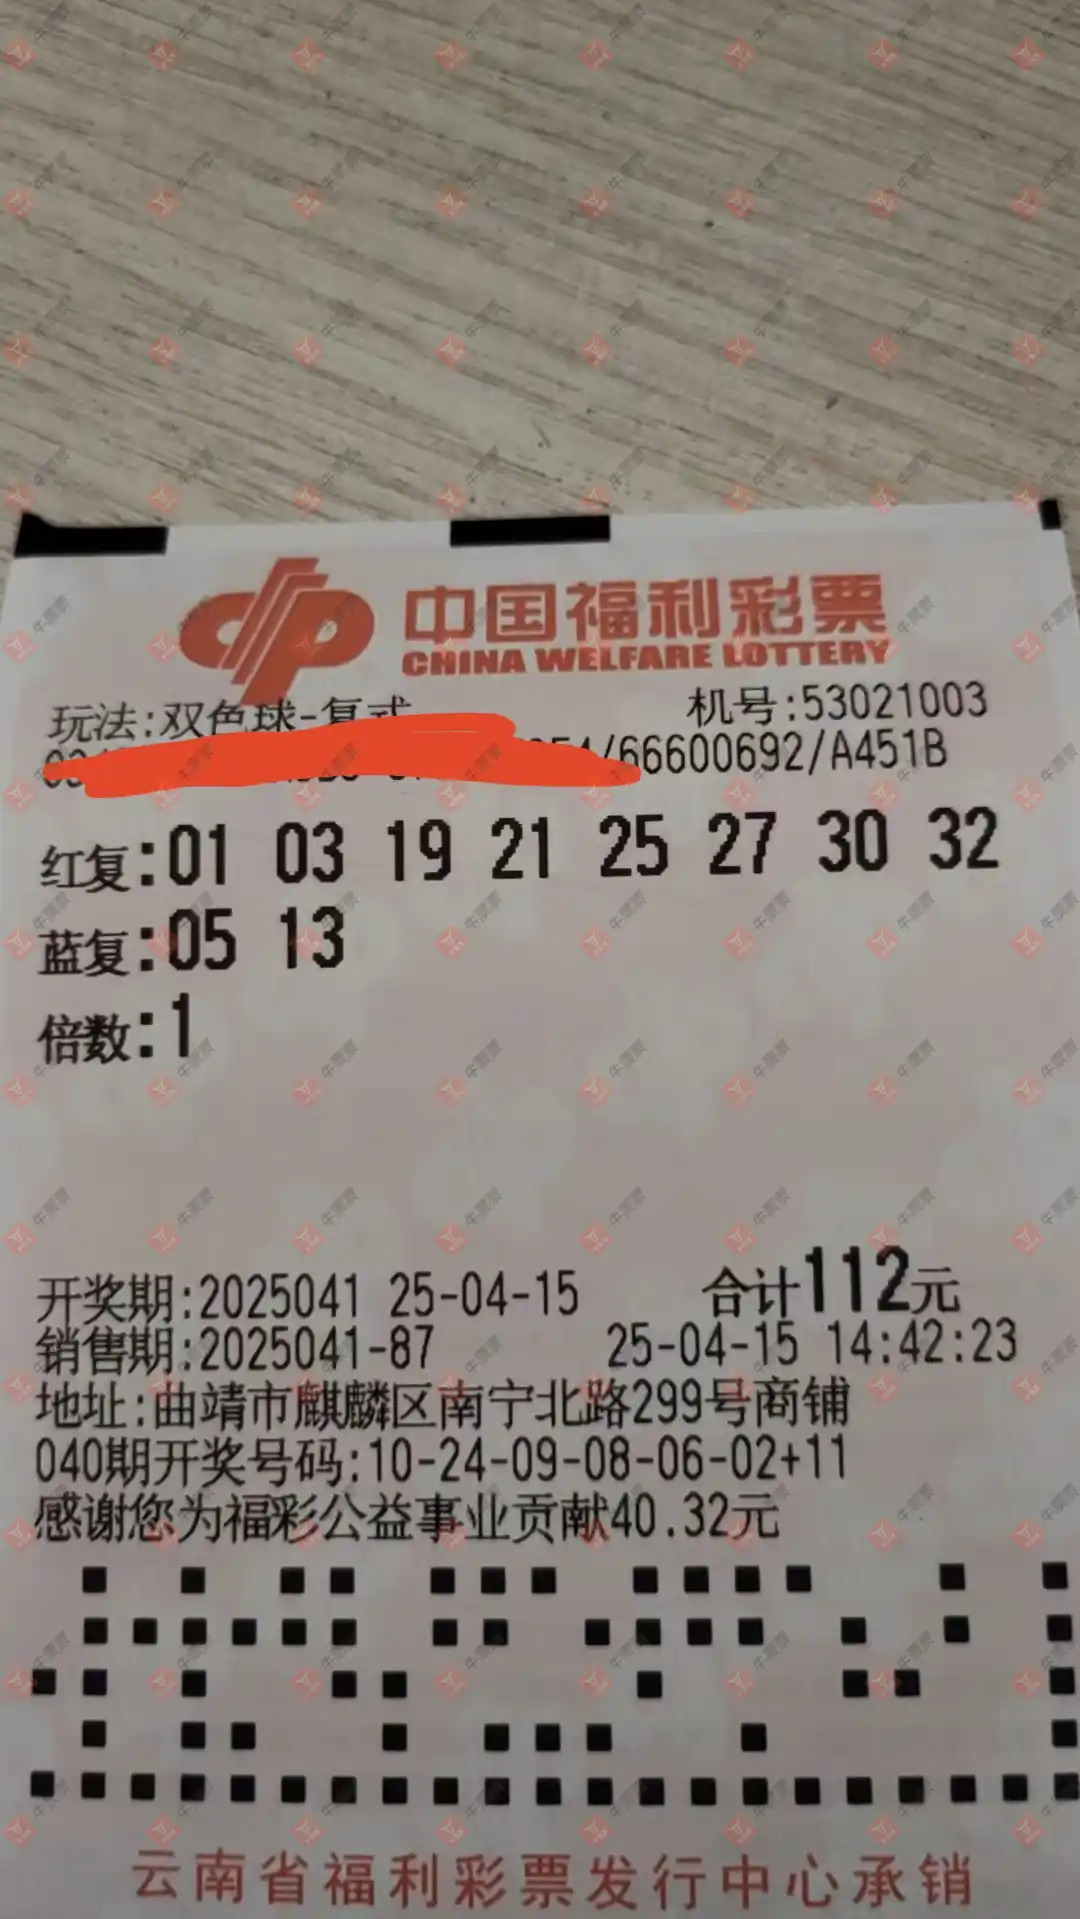 中国福利彩票
CHINA WELFARE LOTTERY
玩法:双色球-复式 机号:53021003
/66600692/A451B
红复:01 03 19 21 25 27 30 32
蓝复:05 13
倍数:1
开奖期:2025041 25-04-15 合计112元
销售期:2025041-87 25-04-15 14:42:23
地址:曲靖市麒麟区南宁北路299号商铺
040期开奖号码:10-24-09-08-06-02+11
感谢您为福彩公益事业贡献40.32元
云南省福利彩票发行中心承销